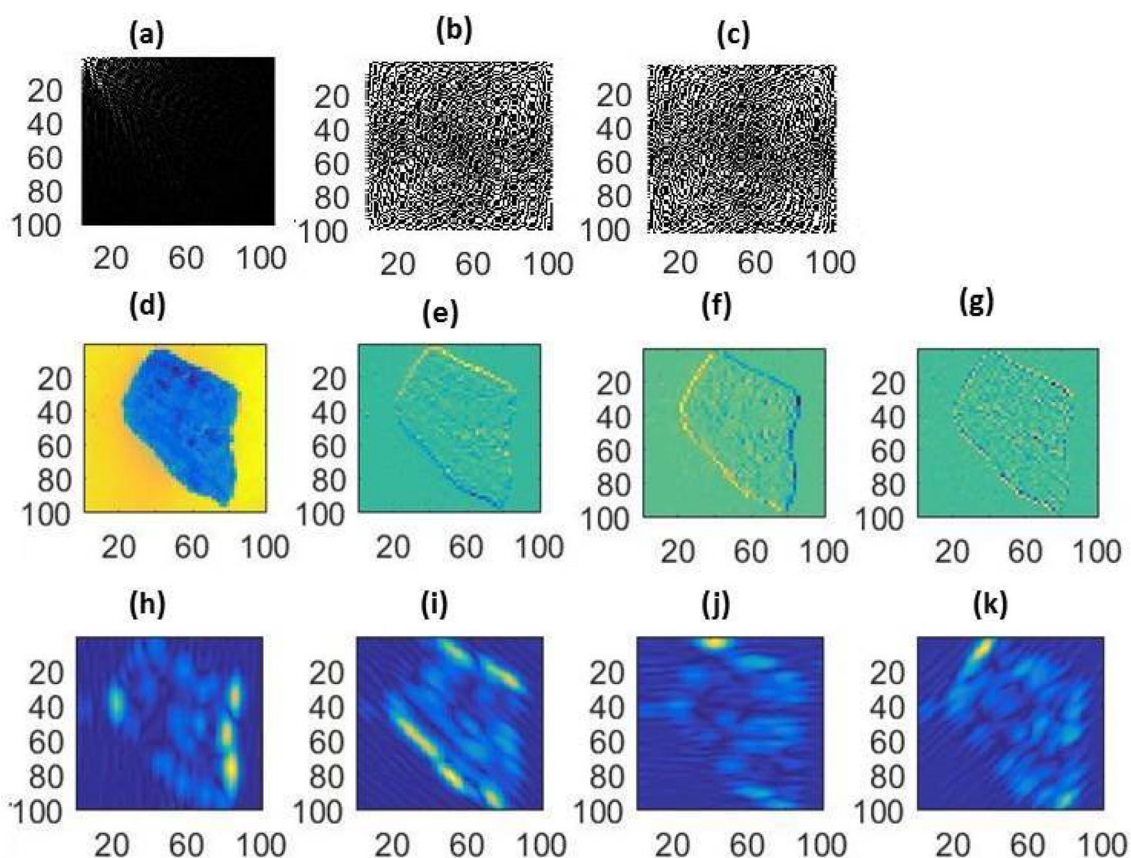 (a) (b) (c)
20 20 20
40 40 40
60 60 60
80 80 80
100 100 100
20 60 100 20 60 100 20 60 100
(d) (e) (f) (g)
20 20 20 20
40 40 40 40
60 60 60 60
80 80 80 80
100 100 100 100
20 60 100 20 60 100 20 60 100 20 60 100
(h) (i) (j) (k)
20 20 20 20
40 40 40 40
60 60 60 60
80 80 80 80
100 100 100 100
20 60 100 20 60 100 20 60 100 20 60 100